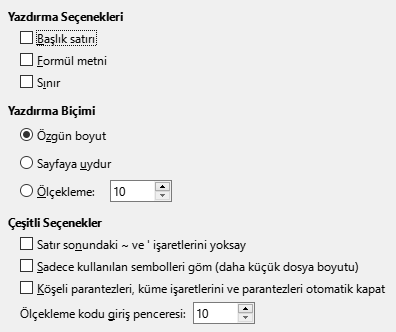 Yazdırma Seçenekleri
Başlık satırı
Formül metni
Sınır
Yazdırma Biçimi
Özgün boyut
Sayfaya uydur
Ölçekleme: 10
Çeşitli Seçenekler
Satır sonundaki ~ ve ' işaretlerini yoksay
Sadece kullanılan sembolleri göm (daha küçük dosya boyutu)
Köşeli parantezleri, küme işaretlerini ve parantezleri otomatik kapat
Ölçekleme kodu giriş penceresi: 10